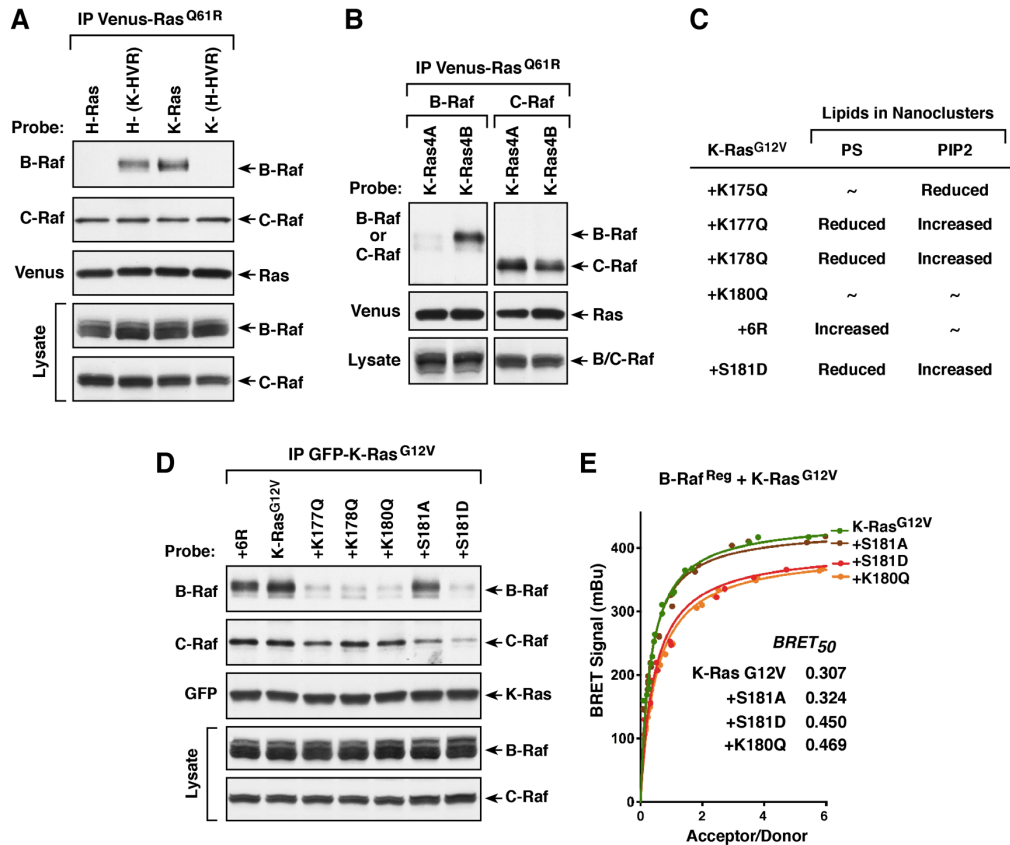 A
IP Venus-Ras Q61R
H-Ras
H- (K-HVR)
K-Ras
K- (H-HVR)
Probe:
B-Raf
B-Raf
C-Raf
C-Raf
Venus
Ras
Lysate
B-Raf
C-Raf
B
IP Venus-Ras Q61R
B-Raf C-Raf
K-Ras4A
K-Ras4B
K-Ras4A
K-Ras4B
Probe:
B-Raf
or
C-Raf
B-Raf
C-Raf
Venus
Ras
Lysate
B/C-Raf
C
Lipids in Nanoclusters
K-Ras G12V PS PIP2
+K175Q ~ Reduced
+K177Q Reduced Increased
+K178Q Reduced Increased
+K180Q ~ ~
+6R Increased ~
+S181D Reduced Increased
D
IP GFP-K-Ras G12V
+6R
K-Ras G12V
+K177Q
+K178Q
+K180Q
+S181A
+S181D
Probe:
B-Raf
B-Raf
C-Raf
C-Raf
GFP
K-Ras
Lysate
B-Raf
C-Raf
E
B-Raf Reg + K-Ras G12V
BRET Signal (mBu)
400
300
200
100
0
0 2 4 6
Acceptor/Donor
K-Ras G12V
+S181A
+S181D
+K180Q
BRET50
K-Ras G12V 0.307
+S181A 0.324
+S181D 0.450
+K180Q 0.469